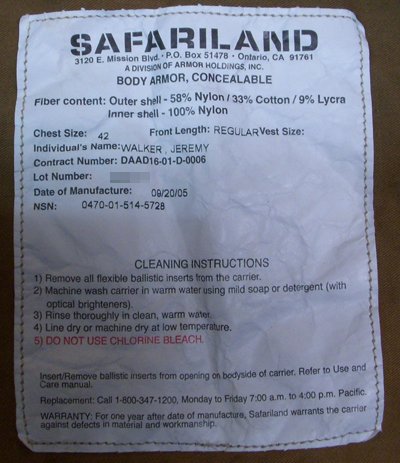 SAFARILAND
3120 E. Mission Blvd. • P.O. Box 51478 • Ontario, CA 91761
A DIVISION OF ARMOR HOLDINGS, INC.
BODY ARMOR, CONCEALABLE
Fiber content: Outer shell - 58% Nylon / 33% Cotton / 9% Lycra
Inner shell - 100% Nylon
Chest Size: 42 Front Length: REGULAR Vest Size:
Individual's Name: WALKER, JEREMY
Contract Number: DAAD16-01-D-0006
Lot Number:
Date of Manufacture: 09/20/05
NSN: 0470-01-514-5728
CLEANING INSTRUCTIONS
1) Remove all flexible ballistic inserts from the carrier.
2) Machine wash carrier in warm water using mild soap or detergent (with
optical brighteners).
3) Rinse thoroughly in clean, warm water.
4) Line dry or machine dry at low temperature.
5) DO NOT USE CHLORINE BLEACH.
Insert/Remove ballistic inserts from opening on bodyside of carrier. Refer to Use and
Care manual.
Replacement: Call 1-800-347-1200, Monday to Friday 7:00 a.m. to 4:00 p.m. Pacific.
WARRANTY: For one year after date of manufacture, Safariland warrants the carrier
against defects in material and workmanship.